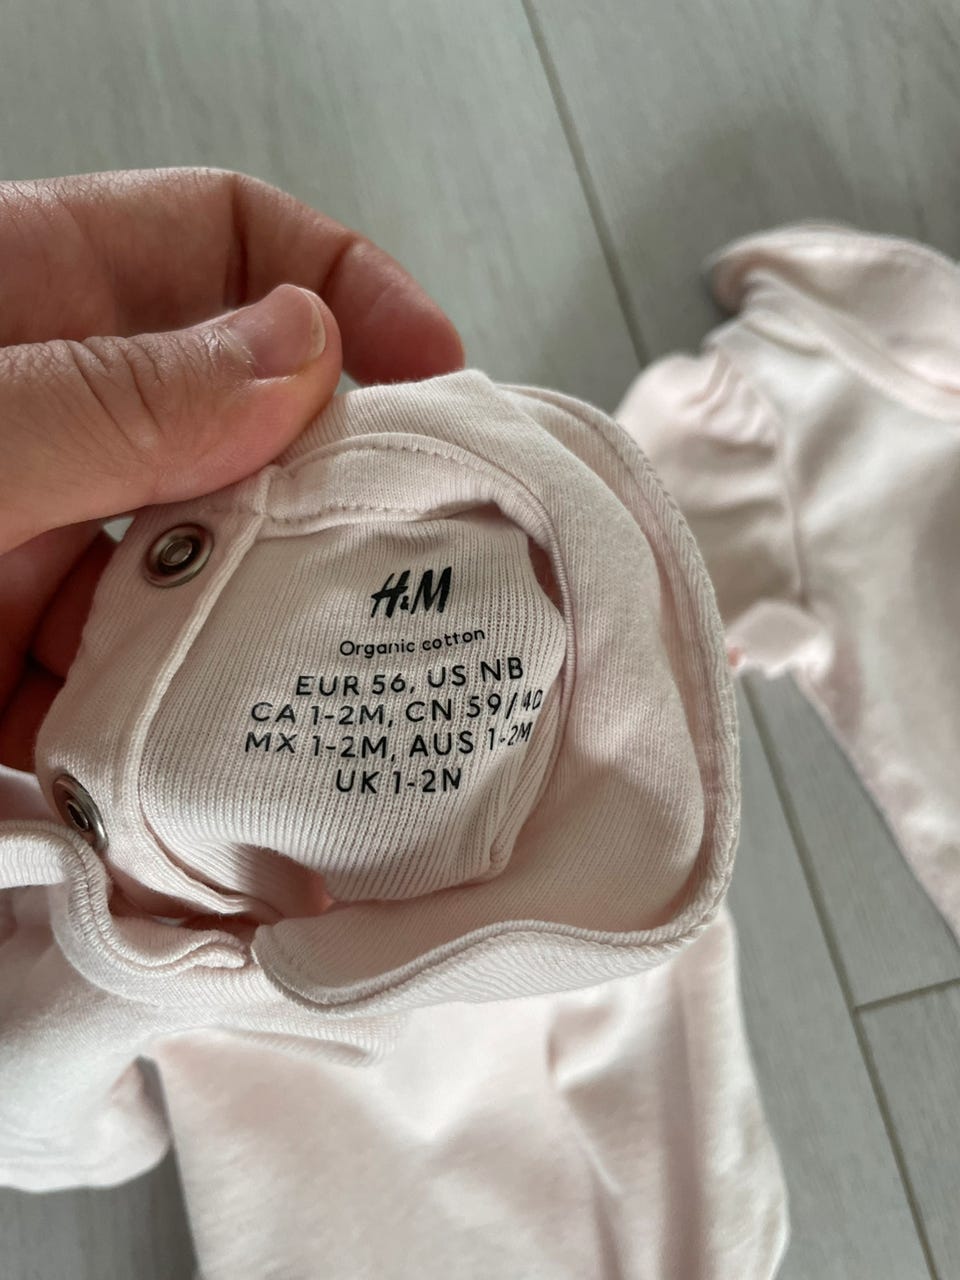 H&M
Organic cotton
EUR 56, US NB
CA 1-2M, CN 59/40
MX 1-2M, AUS 1-2M
UK 1-2M